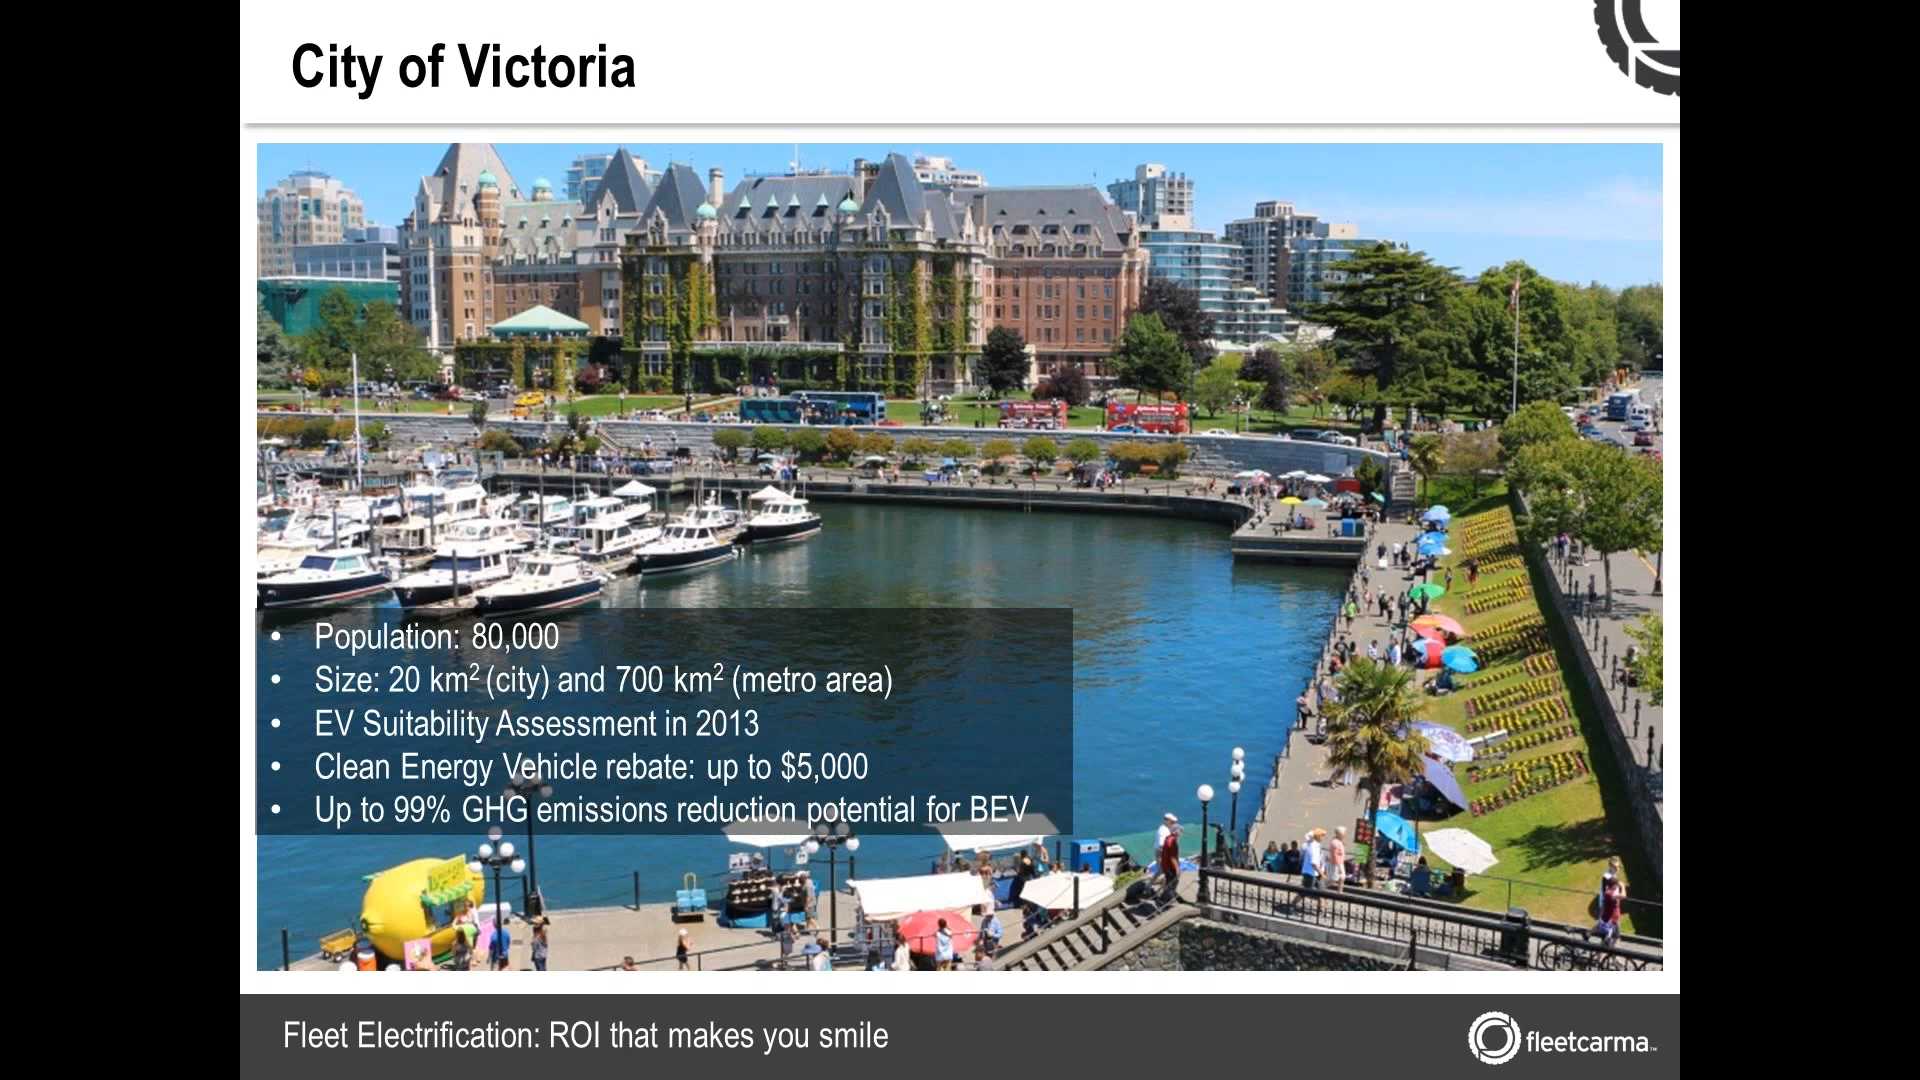 City of Victoria
• Population: 80,000
• Size: 20 km² (city) and 700 km² (metro area)
• EV Suitability Assessment in 2013
• Clean Energy Vehicle rebate: up to $5,000
• Up to 99% GHG emissions reduction potential for BEV
Fleet Electrification: ROI that makes you smile
fleetcarma™